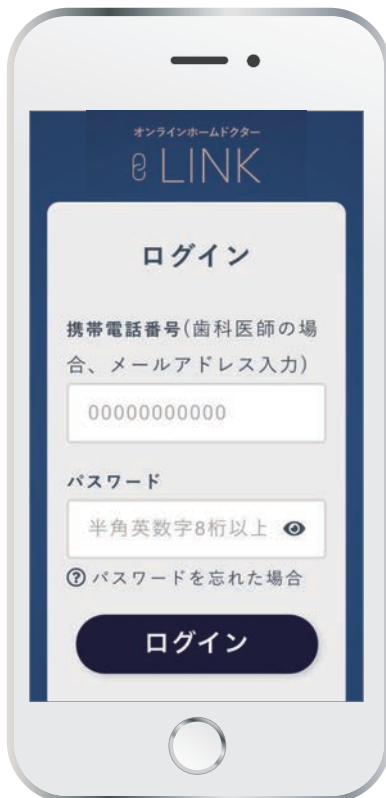 オンラインホームドクター
LINK
ログイン
携帯電話番号(歯科医師の場
合、メールアドレス入力)
00000000000
パスワード
半角英数字8桁以上
パスワードを忘れた場合
ログイン